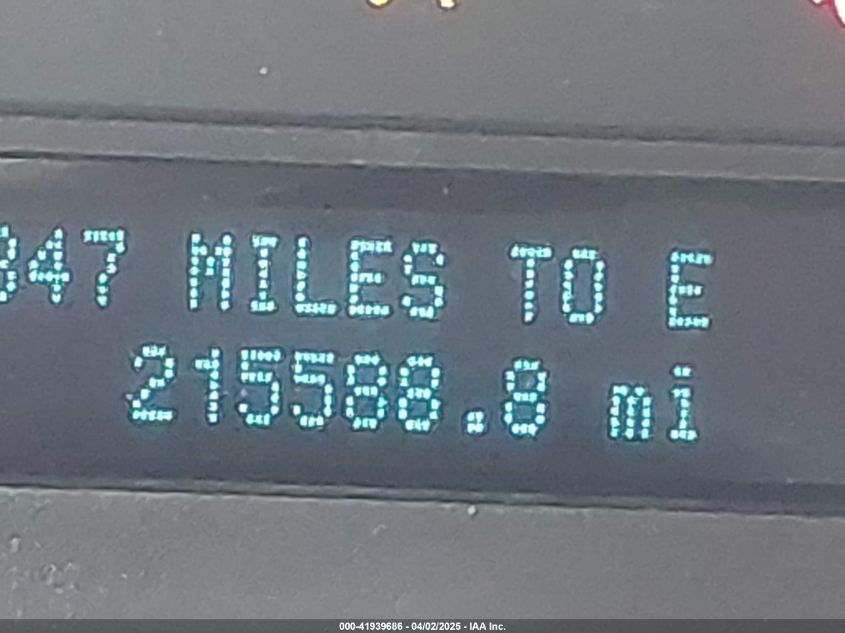 347 MILES TO E
215588.8 mi
000-41939686 - 04/02/2025 - IAA Inc.